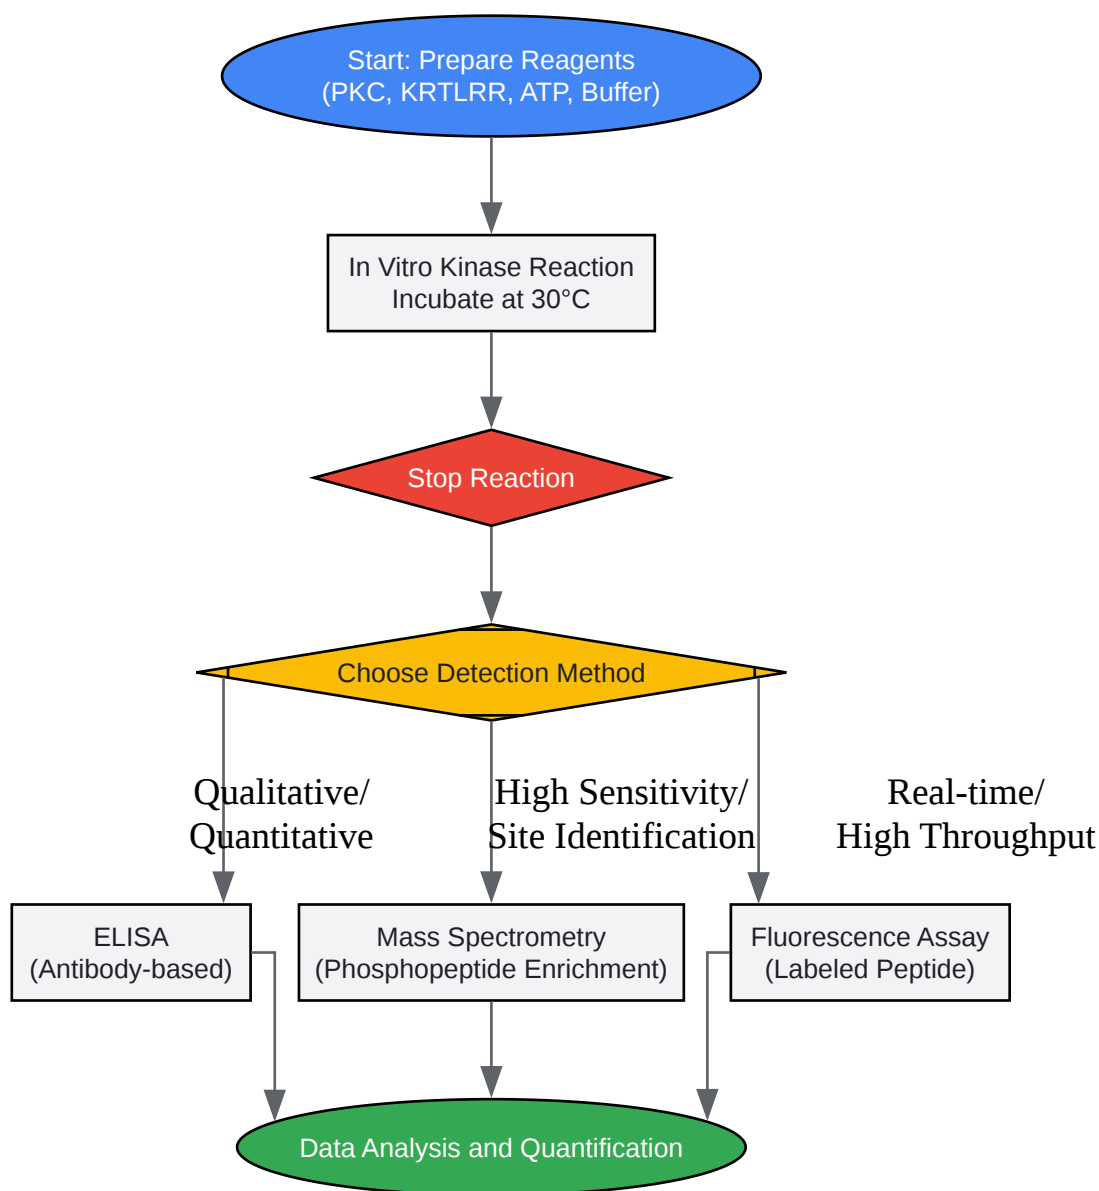 Start: Prepare Reagents
(PKC, KRTLRR, ATP, Buffer)
In Vitro Kinase Reaction
Incubate at 30°C
Stop Reaction
Choose Detection Method
Qualitative/
Quantitative
High Sensitivity/
Site Identification
Real-time/
High Throughput
ELISA
(Antibody-based)
Mass Spectrometry
(Phosphopeptide Enrichment)
Fluorescence Assay
(Labeled Peptide)
Data Analysis and Quantification